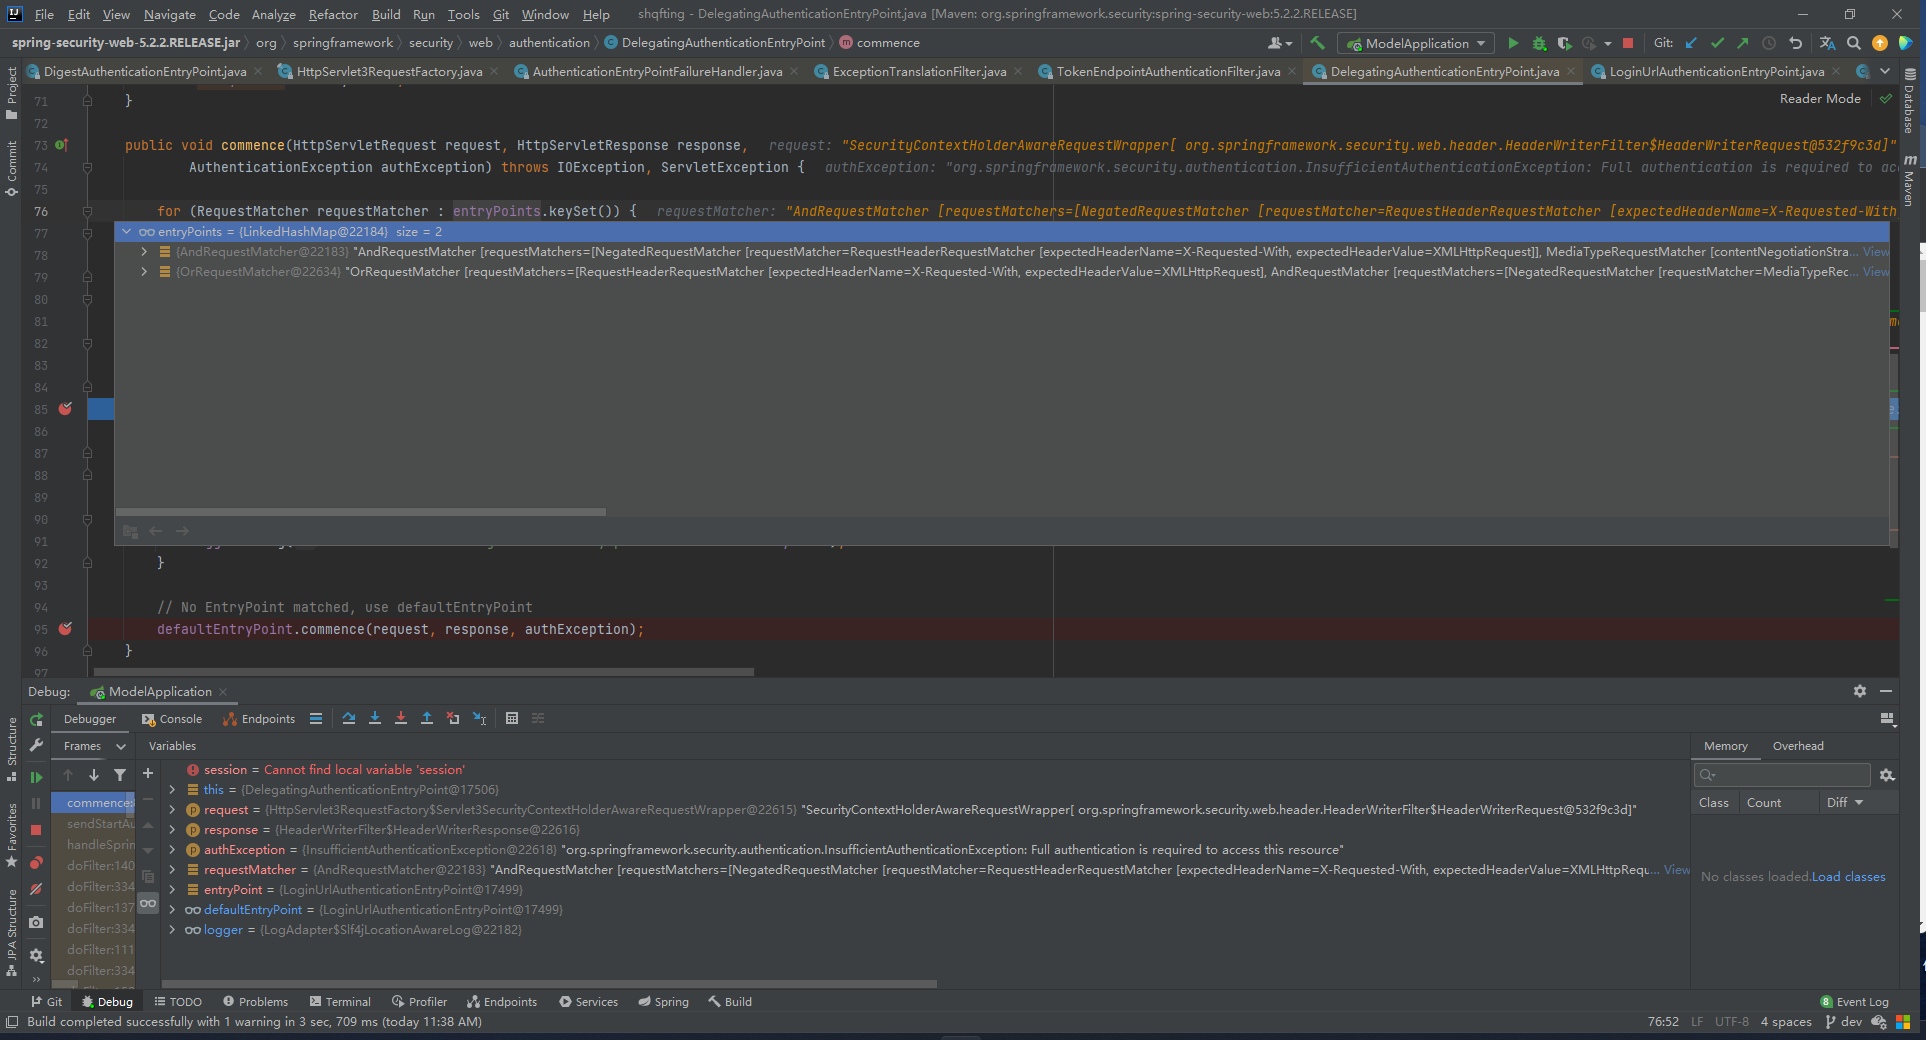 File Edit View Navigate Code Analyze Refactor Build Run Tools Git Window Help shqfting - DelegatingAuthenticationEntryPoint.java [Maven: org.springframework.security:spring-security-web:5.2.2.RELEASE]
spring-security-web-5.2.2.RELEASE.jar org springframework security web authentication DelegatingAuthenticationEntryPoint commence ModelApplication Git:
DigestAuthenticationEntryPoint.java HttpServlet3RequestFactory.java AuthenticationEntryPointFailureHandler.java ExceptionTranslationFilter.java TokenEndpointAuthenticationFilter.java DelegatingAuthenticationEntryPoint.java LoginUrlAuthenticationEntryPoint.java
Reader Mode
Project
Commit
Database
Maven
71 }
72
73 public void commence(HttpServletRequest request, HttpServletResponse response, request: "SecurityContextHolderAwareRequestWrapper[ org.springframework.security.web.header.HeaderWriterFilter$HeaderWriterRequest@532f9c3d]"
74 AuthenticationException authException) throws IOException, ServletException { authException: "org.springframework.security.authentication.InsufficientAuthenticationException: Full authentication is required to acc
75
76 for (RequestMatcher requestMatcher : entryPoints.keySet()) { requestMatcher: "AndRequestMatcher [requestMatchers=[NegatedRequestMatcher [requestMatcher=RequestHeaderRequestMatcher [expectedHeaderName=X-Requested-With
77 entryPoints = {LinkedHashMap@22184} size = 2
78 {AndRequestMatcher@22183} "AndRequestMatcher [requestMatchers=[NegatedRequestMatcher [requestMatcher=RequestHeaderRequestMatcher [expectedHeaderName=X-Requested-With, expectedHeaderValue=XMLHttpRequest]], MediaTypeRequestMatcher [contentNegotiationStra... View
79 {OrRequestMatcher@22634} "OrRequestMatcher [requestMatchers=[RequestHeaderRequestMatcher [expectedHeaderName=X-Requested-With, expectedHeaderValue=XMLHttpRequest], AndRequestMatcher [requestMatchers=[NegatedRequestMatcher [requestMatcher=MediaTypeRec... View
80
81
82
83
84
85
86
87
88
89
90
91
92 }
93
94 // No EntryPoint matched, use defaultEntryPoint
95 defaultEntryPoint.commence(request, response, authException);
96 }
97
Debug: ModelApplication
Debugger Console Endpoints
Frames Variables Memory Overhead
session = Cannot find local variable 'session'
this = {DelegatingAuthenticationEntryPoint@17506}
request = {HttpServlet3RequestFactory$Servlet3SecurityContextHolderAwareRequestWrapper@22615} "SecurityContextHolderAwareRequestWrapper[ org.springframework.security.web.header.HeaderWriterFilter$HeaderWriterRequest@532f9c3d]"
response = {HeaderWriterFilter$HeaderWriterResponse@22616}
authException = {InsufficientAuthenticationException@22618} "org.springframework.security.authentication.InsufficientAuthenticationException: Full authentication is required to access this resource"
requestMatcher = {AndRequestMatcher@22183} "AndRequestMatcher [requestMatchers=[NegatedRequestMatcher [requestMatcher=RequestHeaderRequestMatcher [expectedHeaderName=X-Requested-With, expectedHeaderValue=XMLHttpRequ... View
entryPoint = {LoginUrlAuthenticationEntryPoint@17499}
defaultEntryPoint = {LoginUrlAuthenticationEntryPoint@17499}
logger = {LogAdapter$Slf4jLocationAwareLog@22182}
commence:
sendStartAu
handleSprin
doFilter:140
doFilter:334
doFilter:137
doFilter:334
doFilter:111
doFilter:334
Class Count Diff
No classes loaded.Load classes
Structure
Favorites
JPA Structure
Git Debug TODO Problems Terminal Profiler Endpoints Services Spring Build 8 Event Log
Build completed successfully with 1 warning in 3 sec, 709 ms (today 11:38 AM) 76:52 LF UTF-8 4 spaces dev